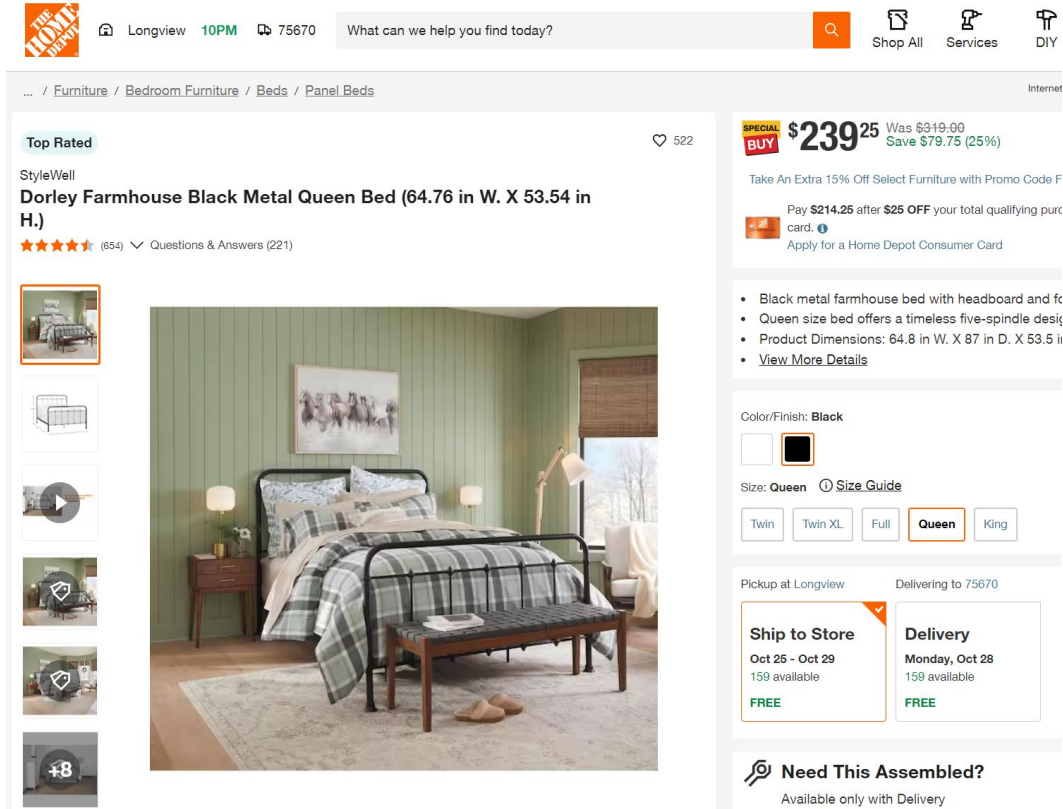 THE HOME DEPOT
Longview 10PM 75670
What can we help you find today?
Shop All
Services
DIY
... / Furniture / Bedroom Furniture / Beds / Panel Beds
Internet
Top Rated
522
StyleWell
Dorley Farmhouse Black Metal Queen Bed (64.76 in W. X 53.54 in
H.)
(654) Questions & Answers (221)
+8
SPECIAL
BUY
$239 25
Was $319.00
Save $79.75 (25%)
Take An Extra 15% Off Select Furniture with Promo Code F
Pay $214.25 after $25 OFF your total qualifying purc
card.
Apply for a Home Depot Consumer Card
• Black metal farmhouse bed with headboard and fo
• Queen size bed offers a timeless five-spindle desig
• Product Dimensions: 64.8 in W. X 87 in D. X 53.5 i
• View More Details
Color/Finish: Black
Size: Queen Size Guide
Twin
Twin XL
Full
Queen
King
Pickup at Longview
Delivering to 75670
Ship to Store
Oct 25 - Oct 29
159 available
FREE
Delivery
Monday, Oct 28
159 available
FREE
Need This Assembled?
Available only with Delivery